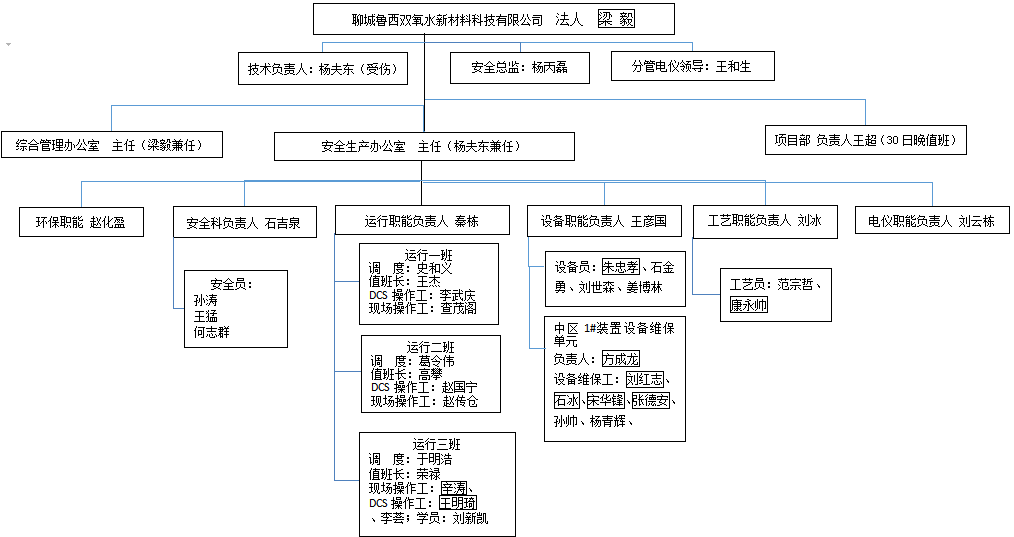 聊城鲁西双氧水新材料科技有限公司 法人 梁 毅
技术负责人：杨夫东（受伤）
安全总监：杨丙磊
分管电仪领导：王和生
综合管理办公室 主任（梁毅兼任）
安全生产办公室 主任（杨夫东兼任）
项目部 负责人王超（30日晚值班）
环保职能 赵化盈
安全科负责人 石吉泉
运行职能负责人 秦栋
设备职能负责人 王彦国
工艺职能负责人 刘冰
电仪职能负责人 刘云栋
安全员：
孙涛
王猛
何志群
运行一班
调 度：史和义
值班长：王杰
DCS 操作工：李武庆
现场操作工：查茂阁
运行二班
调 度：葛令伟
值班长：高攀
DCS 操作工：赵国宁
现场操作工：赵传仓
运行三班
调 度：于明浩
值班长：荣禄
现场操作工：辛涛、
DCS 操作工：王明琦
、李荟；学员：刘新凯
设备员：朱忠孝、石金
勇、刘世森、姜博林
中区 1#装置设备维保
单元
负责人：方成龙
设备维保工：刘红志、
石冰、宋华锋、张德安、
孙帅、杨青辉、
工艺员：范宗哲、
康永帅